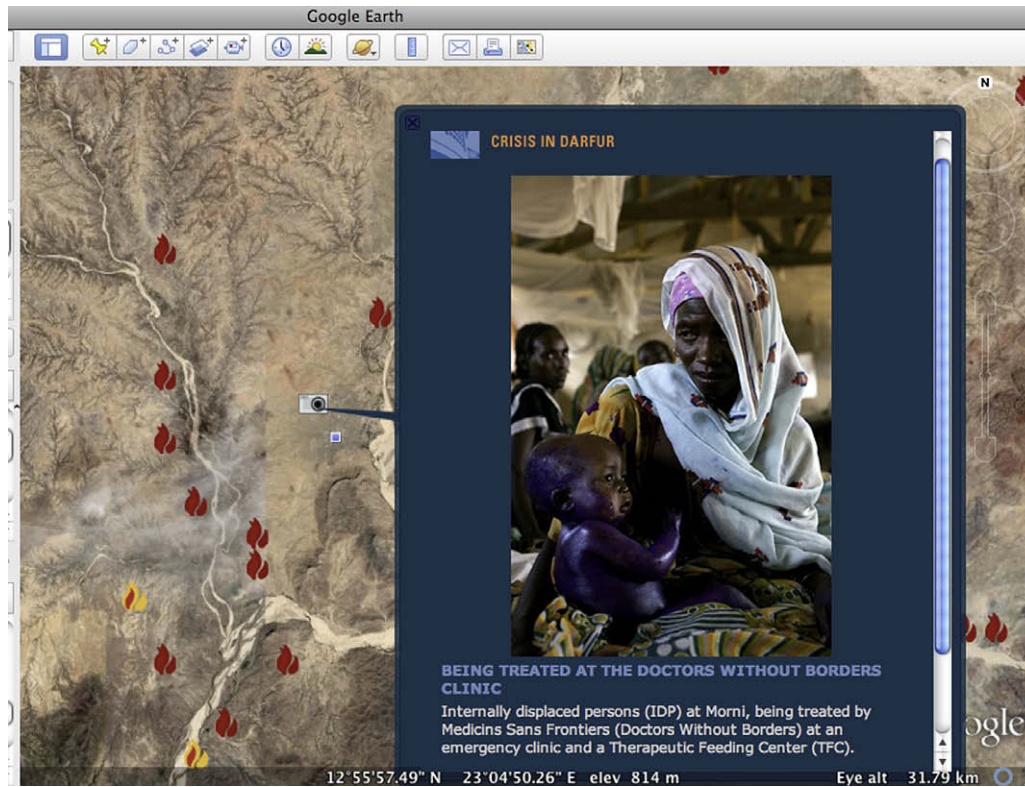 Google Earth
N
CRISIS IN DARFUR
BEING TREATED AT THE DOCTORS WITHOUT BORDERS
CLINIC
Internally displaced persons (IDP) at Morni, being treated by
Medicins Sans Frontiers (Doctors Without Borders) at an
emergency clinic and a Therapeutic Feeding Center (TFC).
ogle
12°55'57.49" N 23°04'50.26" E elev 814 m Eye alt 31.79 km